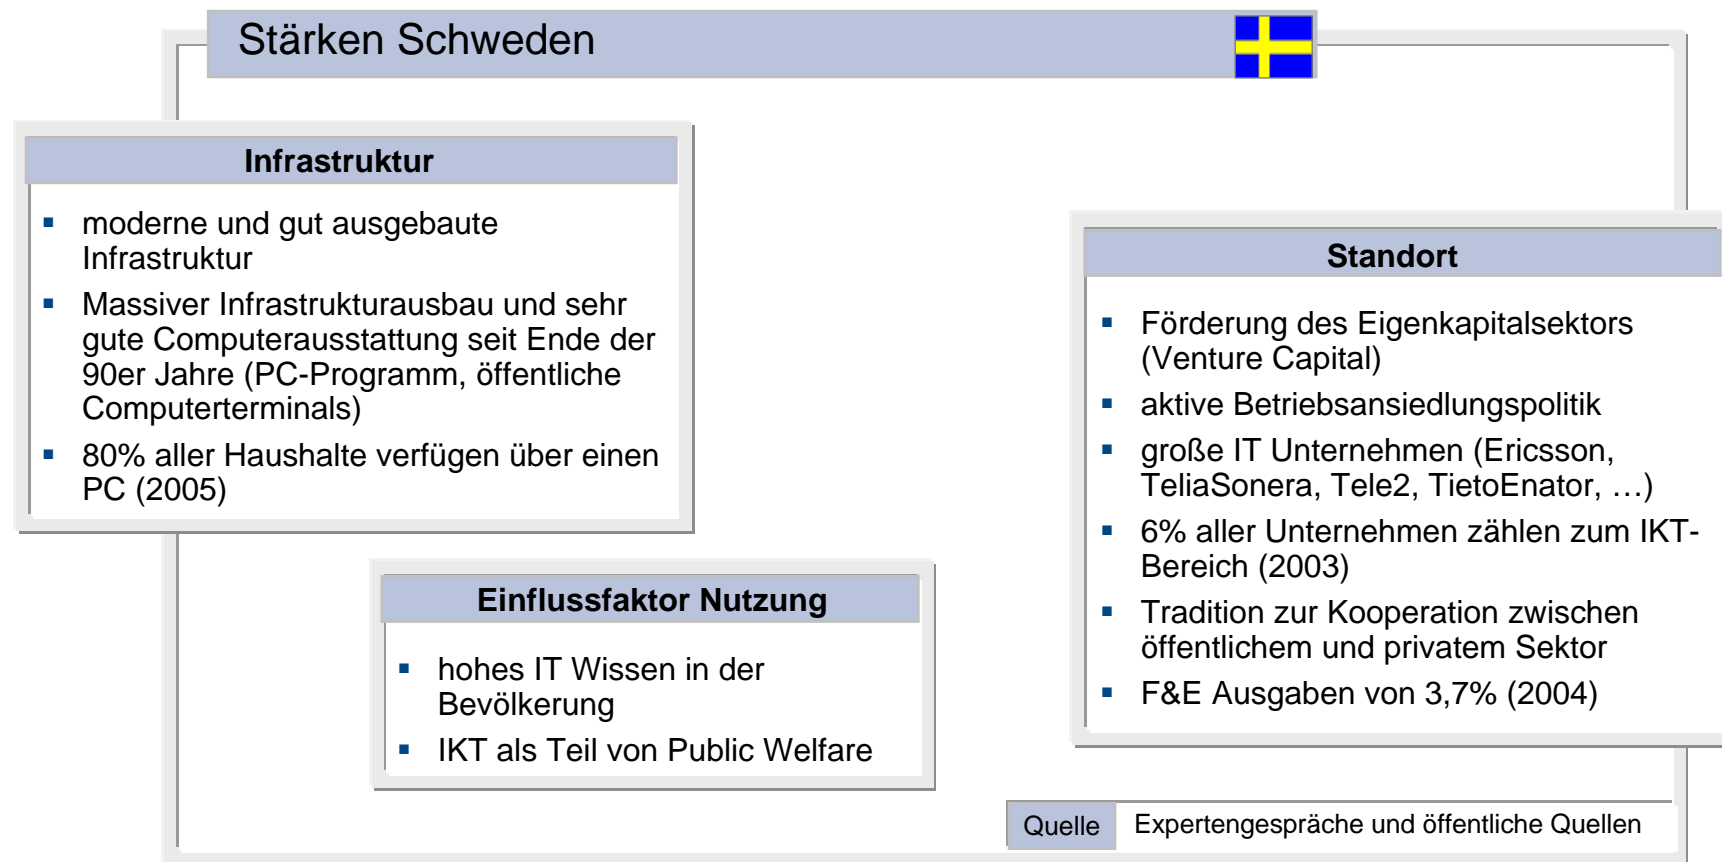 Stärken Schweden
Infrastruktur
▪ moderne und gut ausgebaute
Infrastruktur
▪ Massiver Infrastrukturausbau und sehr
gute Computerausstattung seit Ende der
90er Jahre (PC-Programm, öffentliche
Computerterminals)
▪ 80% aller Haushalte verfügen über einen
PC (2005)
Einflussfaktor Nutzung
▪ hohes IT Wissen in der
Bevölkerung
▪ IKT als Teil von Public Welfare
Standort
▪ Förderung des Eigenkapitalsektors
(Venture Capital)
▪ aktive Betriebsansiedlungspolitik
▪ große IT Unternehmen (Ericsson,
TeliaSonera, Tele2, TietoEnator, …)
▪ 6% aller Unternehmen zählen zum IKT-
Bereich (2003)
▪ Tradition zur Kooperation zwischen
öffentlichem und privatem Sektor
▪ F&E Ausgaben von 3,7% (2004)
Quelle Expertengespräche und öffentliche Quellen